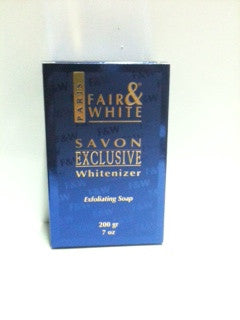 PARIS
FAIR &
WHITE
SAVON
EXCLUSIVE
Whitenizer
Exfoliating Soap
200 gr
7 oz
F&W